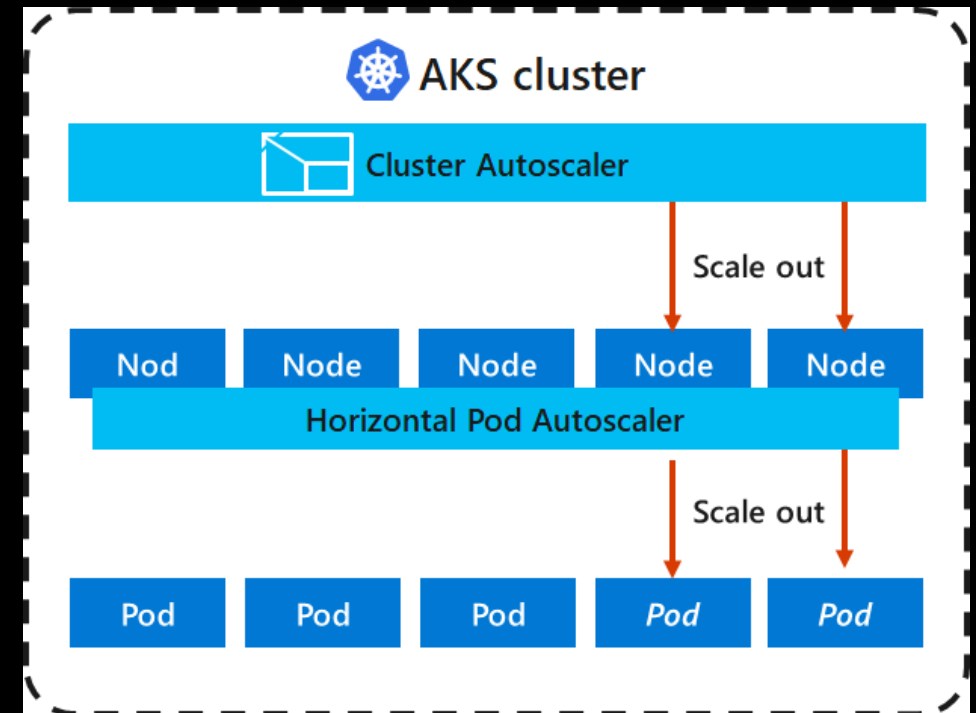 AKS cluster
Cluster Autoscaler
Scale out
Nod Node Node Node Node
Horizontal Pod Autoscaler
Scale out
Pod Pod Pod Pod Pod